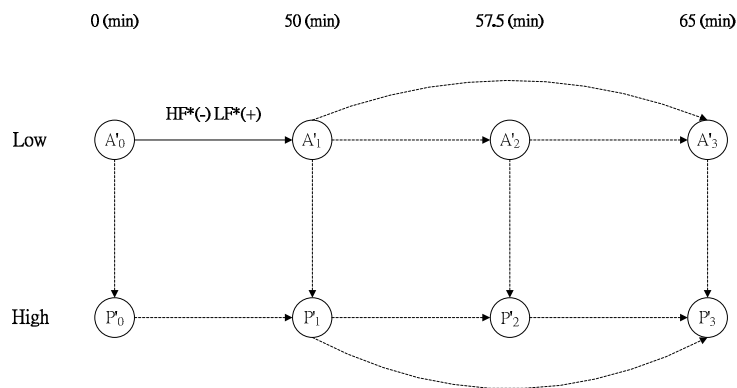 0 (min) 50 (min) 57.5 (min) 65 (min)
HF*(-) LF*(+)
Low A'0 A'1 A'2 A'3
High P'0 P'1 P'2 P'3